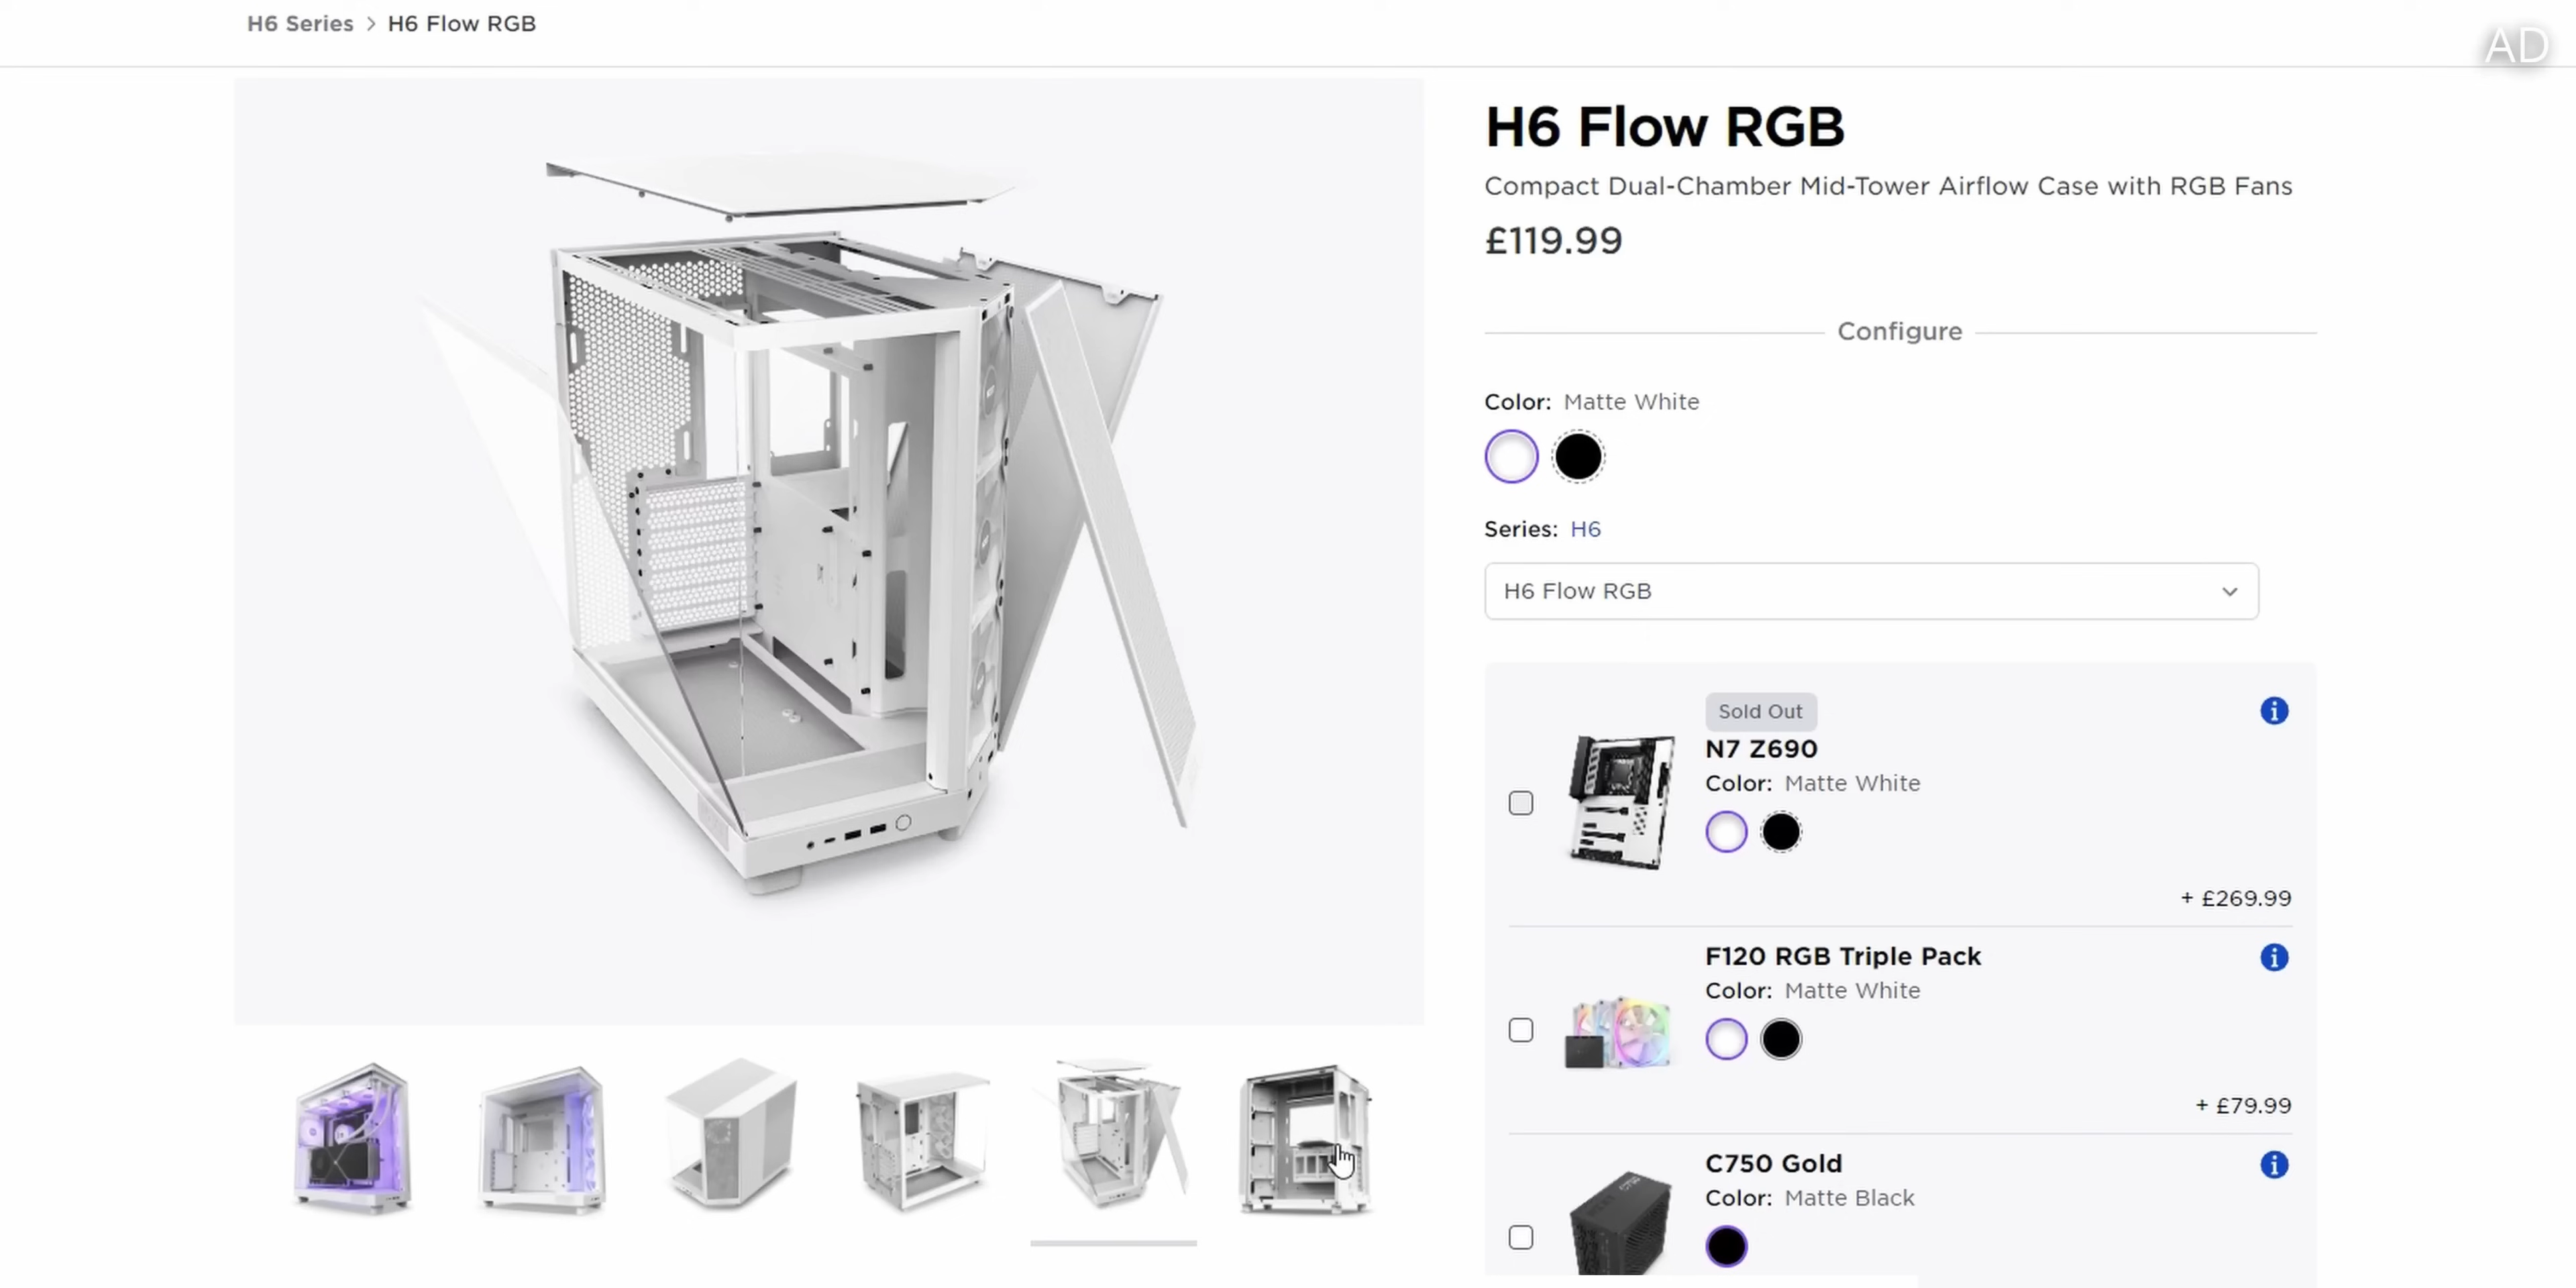 H6 Series > H6 Flow RGB
AD
H6 Flow RGB
Compact Dual-Chamber Mid-Tower Airflow Case with RGB Fans
£119.99
Configure
Color: Matte White
Series: H6
H6 Flow RGB
Sold Out
N7 Z690
Color: Matte White
+ £269.99
F120 RGB Triple Pack
Color: Matte White
+ £79.99
C750 Gold
Color: Matte Black